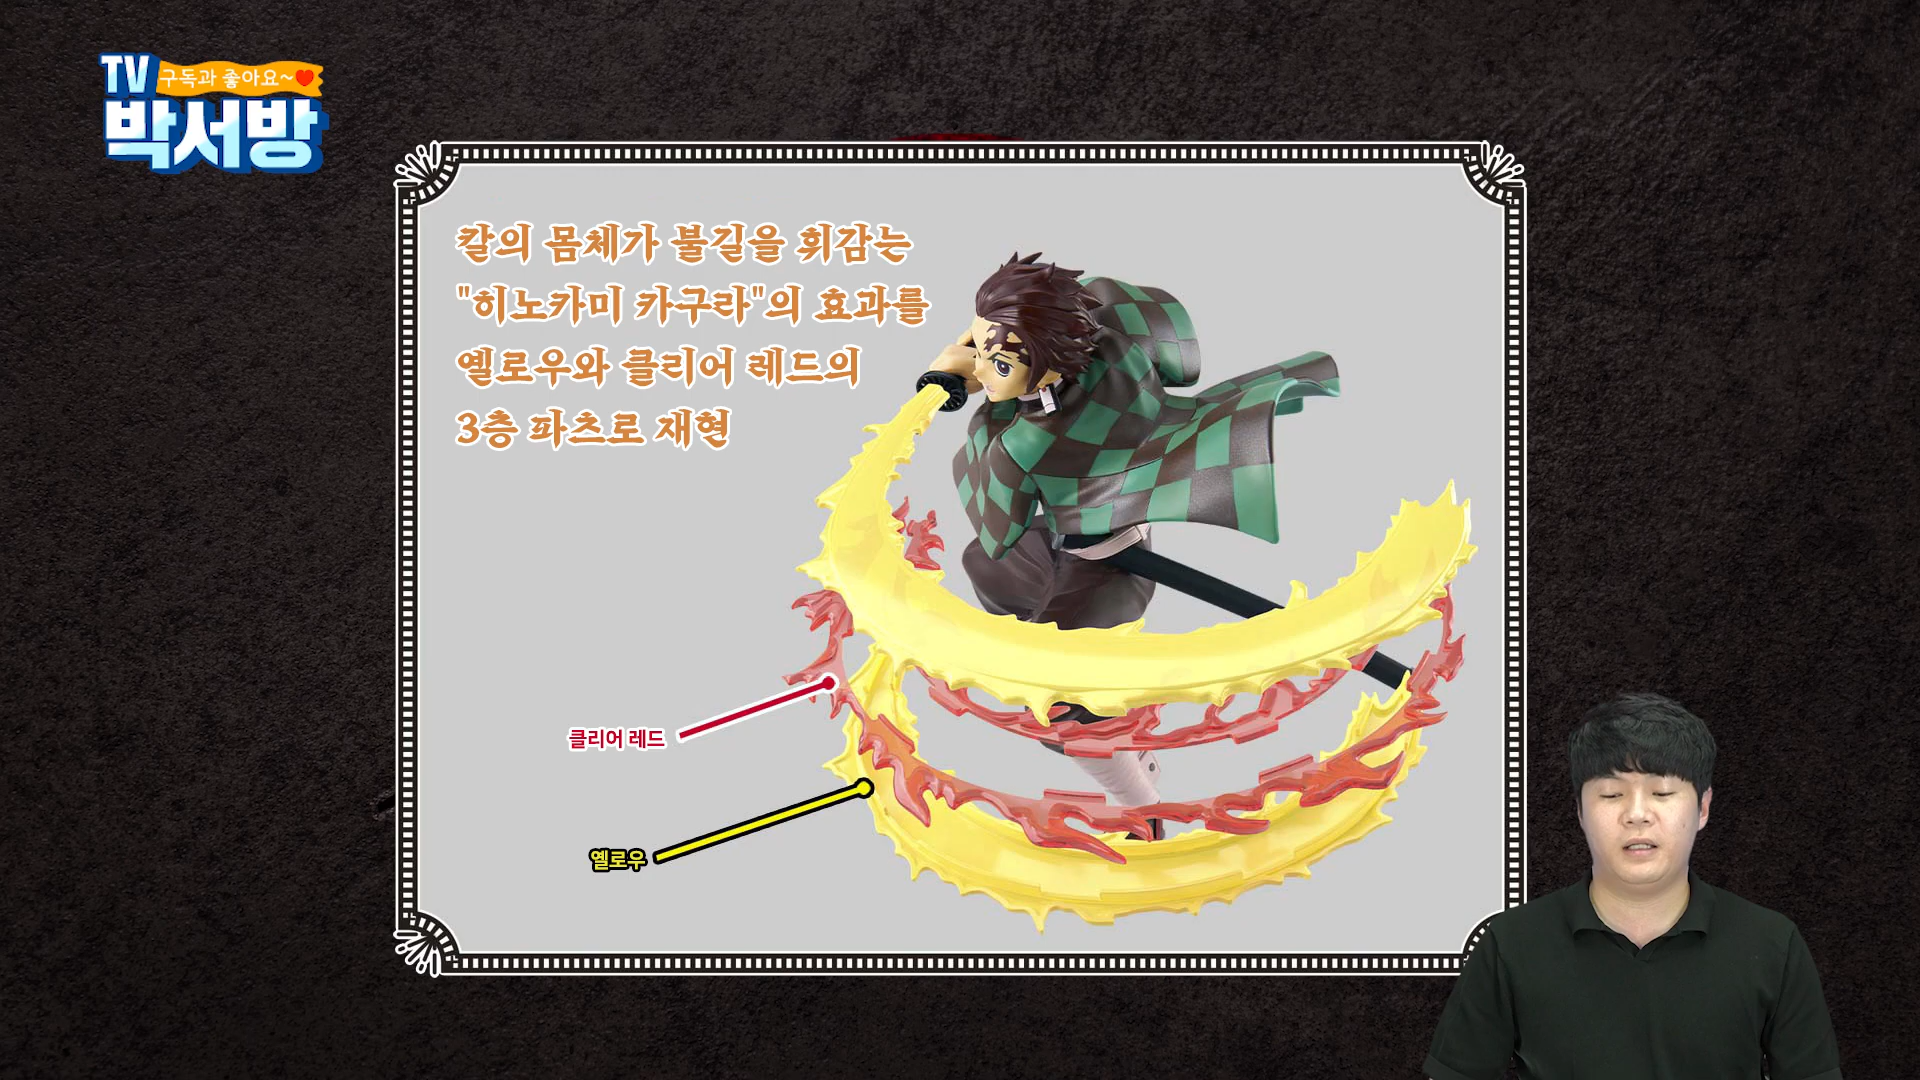 TV 구독과 좋아요~
박서방
칼의 몸체가 불길을 휘감는
"히노카미 카구라"의 효과를
옐로우와 클리어 레드의
3층 파츠로 재현
클리어 레드
옐로우